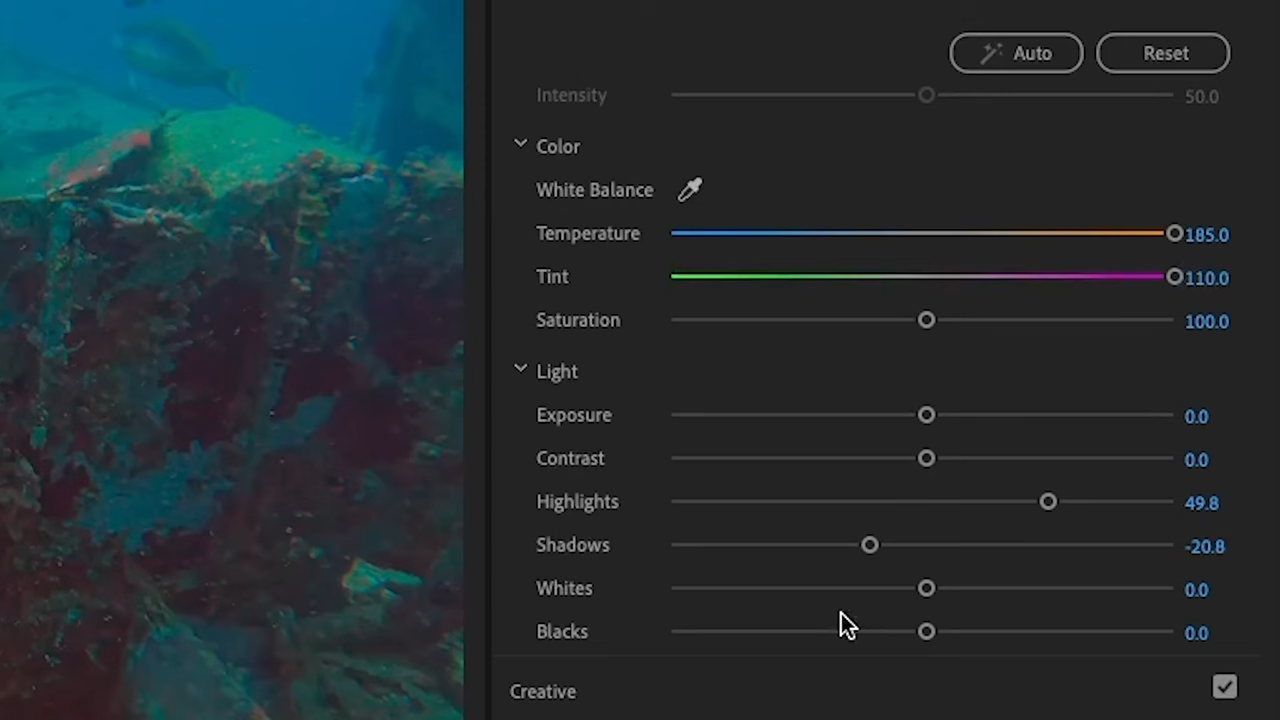 Auto Reset
Intensity 50.0
Color
White Balance
Temperature 185.0
Tint 110.0
Saturation 100.0
Light
Exposure 0.0
Contrast 0.0
Highlights 49.8
Shadows -20.8
Whites 0.0
Blacks 0.0
Creative